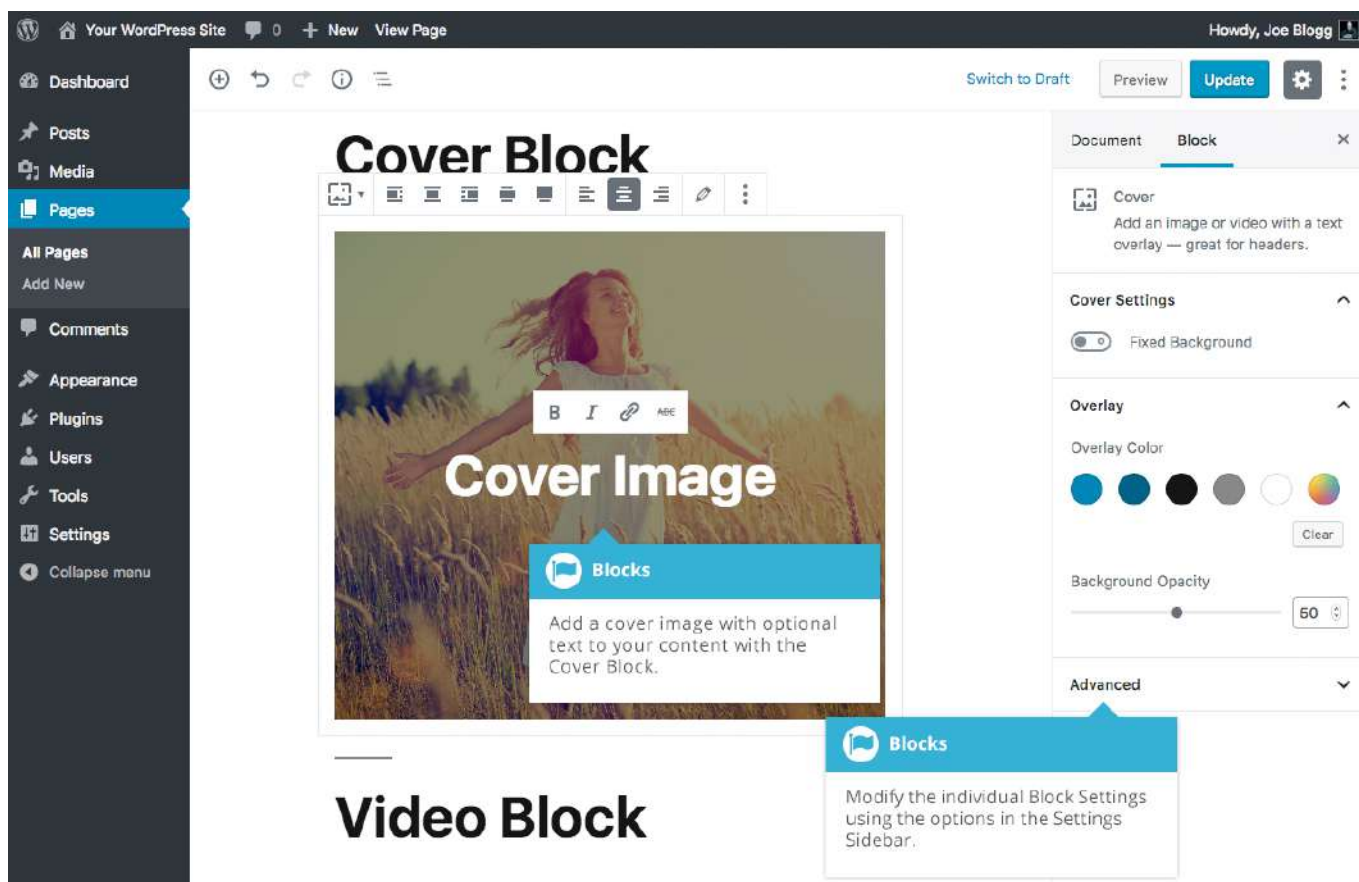 Your WordPress Site 0 New View Page Howdy, Joe Blogg
Dashboard
Posts
Media
Pages
All Pages
Add New
Comments
Appearance
Plugins
Users
Tools
Settings
Collapse menu
Switch to Draft Preview Update
Cover Block
B I ABC
Cover Image
Blocks
Add a cover image with optional
text to your content with the
Cover Block.
Video Block
Document Block
Cover
Add an image or video with a text
overlay — great for headers.
Cover Settings
Fixed Background
Overlay
Overlay Color
Clear
Background Opacity
50
Advanced
Blocks
Modify the individual Block Settings
using the options in the Settings
Sidebar.